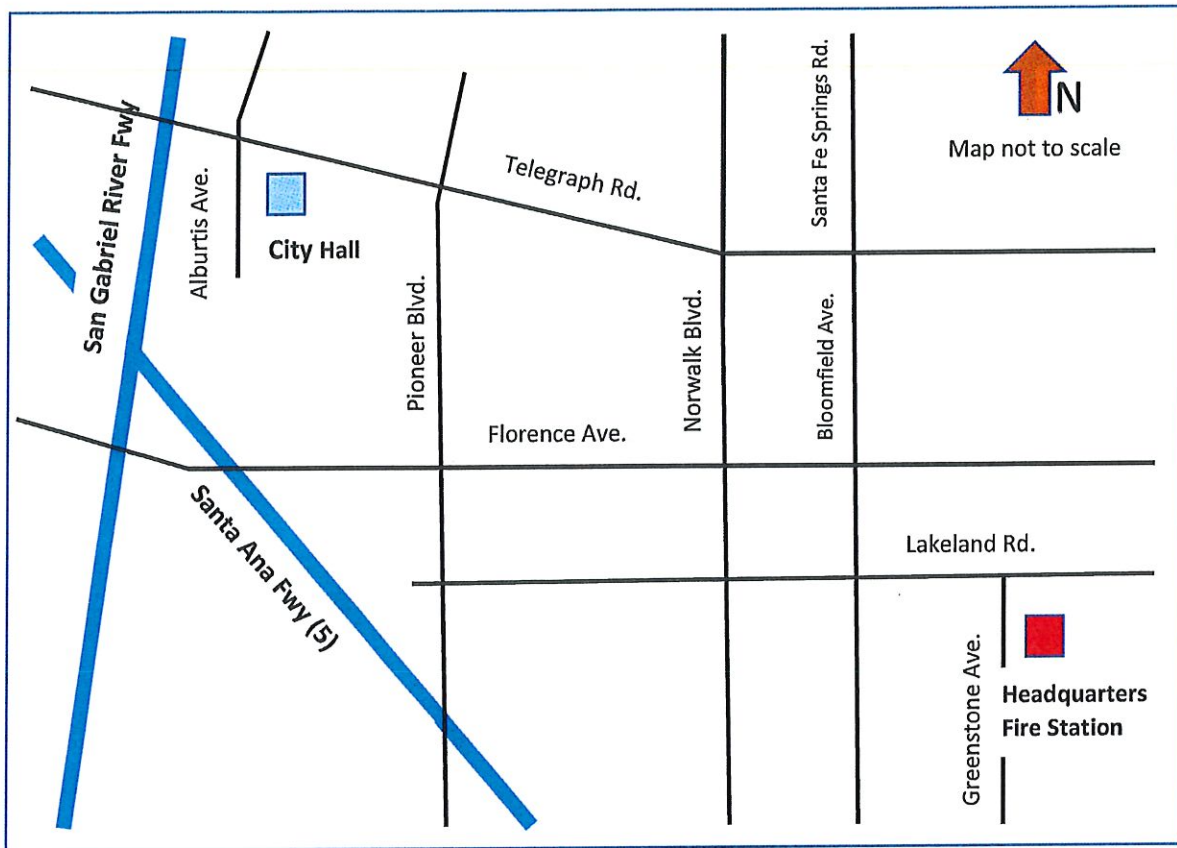 San Gabriel River Fwy
Alburtis Ave.
City Hall
Pioneer Blvd.
Telegraph Rd.
Norwalk Blvd.
Santa Fe Springs Rd.
Bloomfield Ave.
N
Map not to scale
Florence Ave.
Santa Ana Fwy (5)
Lakeland Rd.
Greenstone Ave.
Headquarters
Fire Station